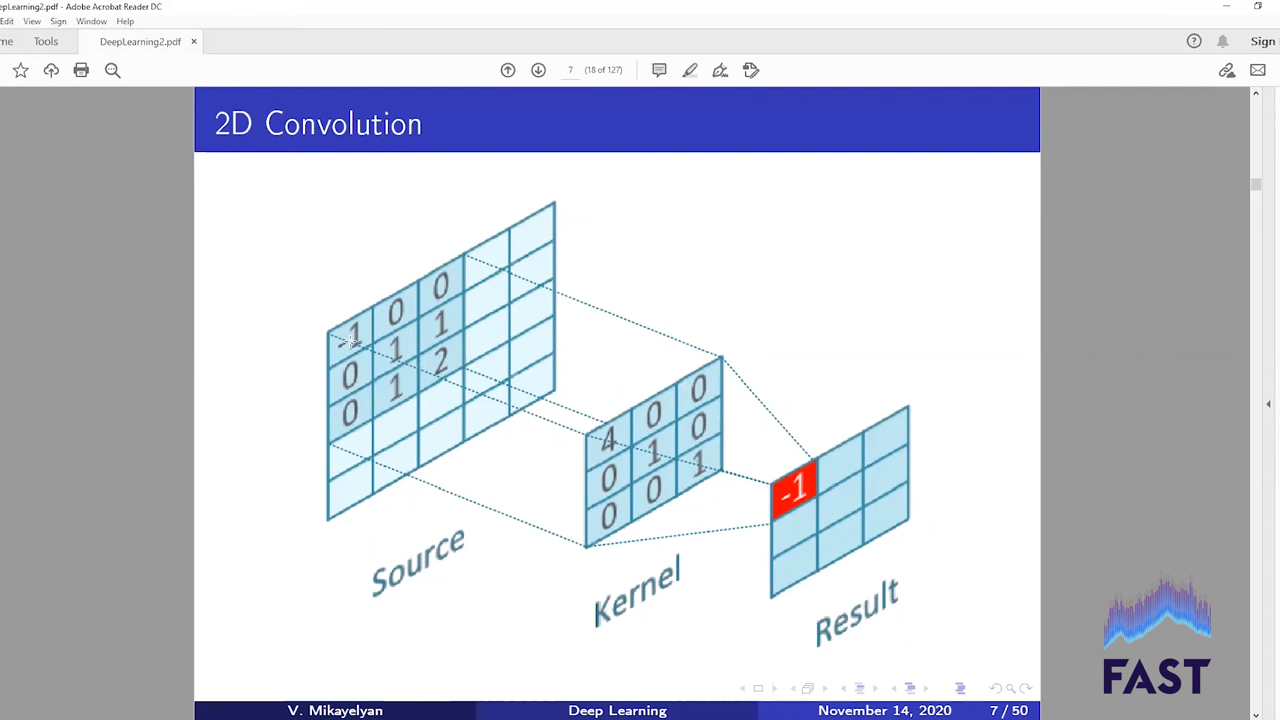 epLearning2.pdf - Adobe Acrobat Reader DC
Edit View Sign Window Help
me Tools DeepLearning2.pdf × Sign
7 (18 of 127)
2D Convolution
-1 0 0
0 1 1
0 1 2
Source
4 0 0
0 1 0
0 0 1
Kernel
-1
Result
FAST
V. Mikayelyan Deep Learning November 14, 2020 7 / 50